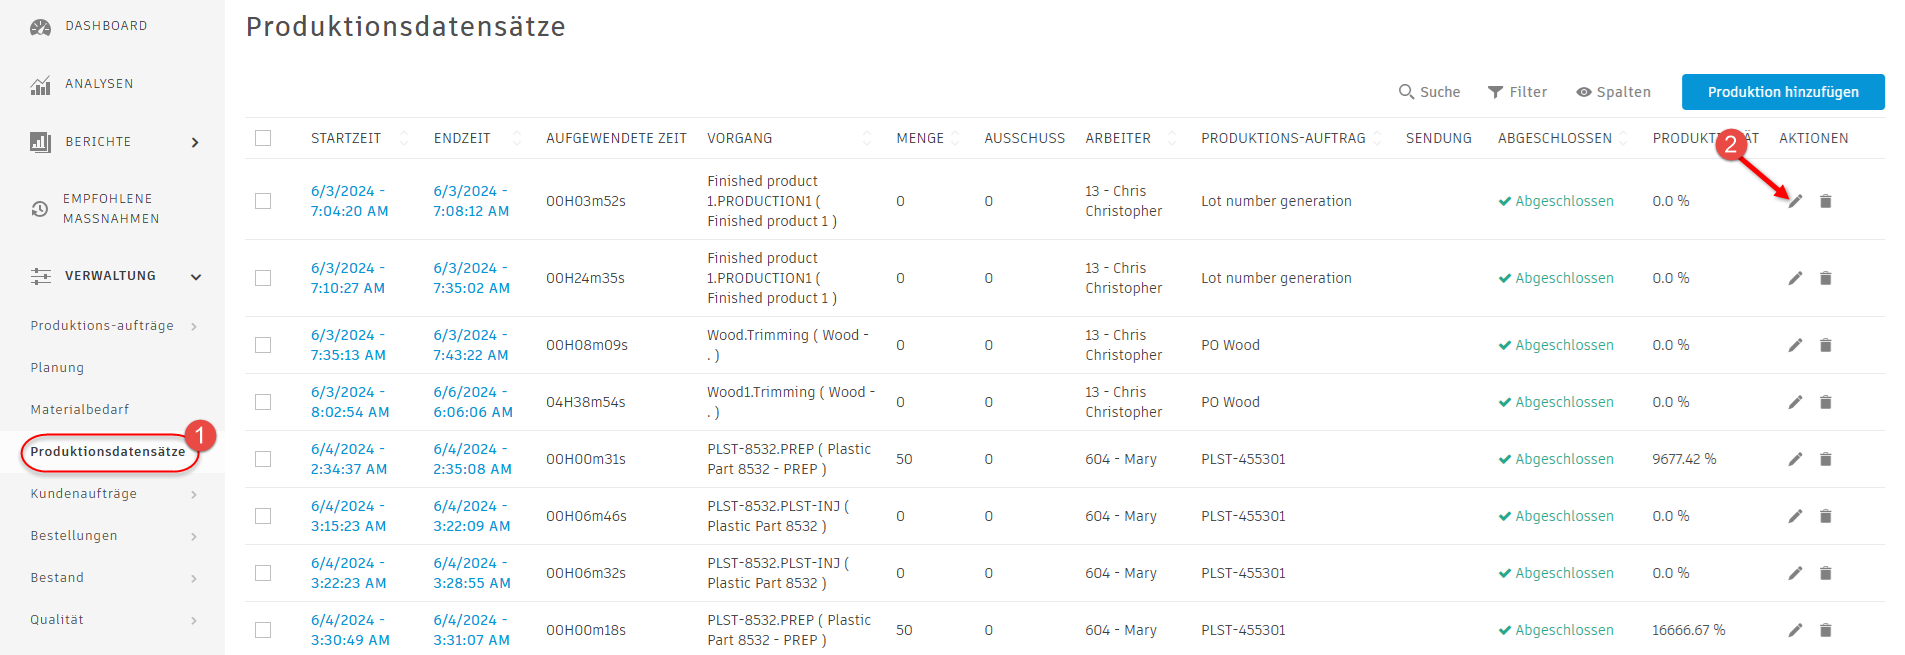 DASHBOARD
ANALYSEN
BERICHTE
EMPFOHLENE
MASSNAHMEN
VERWALTUNG
Produktions-aufträge
Planung
Materialbedarf
Produktionsdatensätze
1
Kundenaufträge
Bestellungen
Bestand
Qualität
Produktionsdatensätze
Suche Filter Spalten Produktion hinzufügen
STARTZEIT ENDZEIT AUFGEWENDETE ZEIT VORGANG MENGE AUSSCHUSS ARBEITER PRODUKTIONS-AUFTRAG SENDUNG ABGESCHLOSSEN AKTIONEN
2
6/3/2024 - 7:04:20 AM 6/3/2024 - 7:08:12 AM 00H03m52s Finished product 1.PRODUCTION1 ( Finished product 1 ) 0 0 13 - Chris Christopher Lot number generation Abgeschlossen 0.0 %
6/3/2024 - 7:10:27 AM 6/3/2024 - 7:35:02 AM 00H24m35s Finished product 1.PRODUCTION1 ( Finished product 1 ) 0 0 13 - Chris Christopher Lot number generation Abgeschlossen 0.0 %
6/3/2024 - 7:35:13 AM 6/3/2024 - 7:43:22 AM 00H08m09s Wood.Trimming ( Wood - . ) 0 0 13 - Chris Christopher PO Wood Abgeschlossen 0.0 %
6/3/2024 - 8:02:54 AM 6/6/2024 - 6:06:06 AM 04H38m54s Wood1.Trimming ( Wood - . ) 0 0 13 - Chris Christopher PO Wood Abgeschlossen 0.0 %
6/4/2024 - 2:34:37 AM 6/4/2024 - 2:35:08 AM 00H00m31s PLST-8532.PREP ( Plastic Part 8532 - PREP ) 50 0 604 - Mary PLST-455301 Abgeschlossen 9677.42 %
6/4/2024 - 3:15:23 AM 6/4/2024 - 3:22:09 AM 00H06m46s PLST-8532.PLST-INJ ( Plastic Part 8532 ) 0 0 604 - Mary PLST-455301 Abgeschlossen 0.0 %
6/4/2024 - 3:22:23 AM 6/4/2024 - 3:28:55 AM 00H06m32s PLST-8532.PLST-INJ ( Plastic Part 8532 ) 0 0 604 - Mary PLST-455301 Abgeschlossen 0.0 %
6/4/2024 - 3:30:49 AM 6/4/2024 - 3:31:07 AM 00H00m18s PLST-8532.PREP ( Plastic Part 8532 - PREP ) 50 0 604 - Mary PLST-455301 Abgeschlossen 16666.67 %